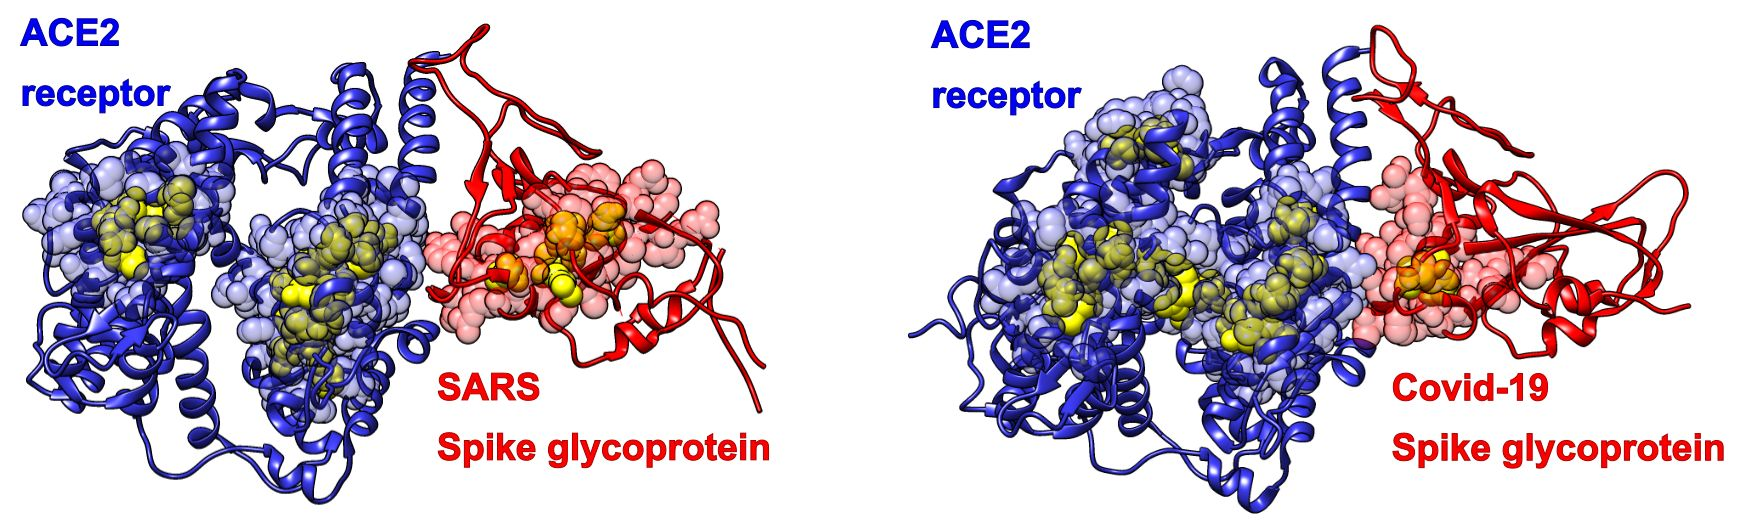 ACE2
receptor
SARS
Spike glycoprotein
ACE2
receptor
Covid-19
Spike glycoprotein